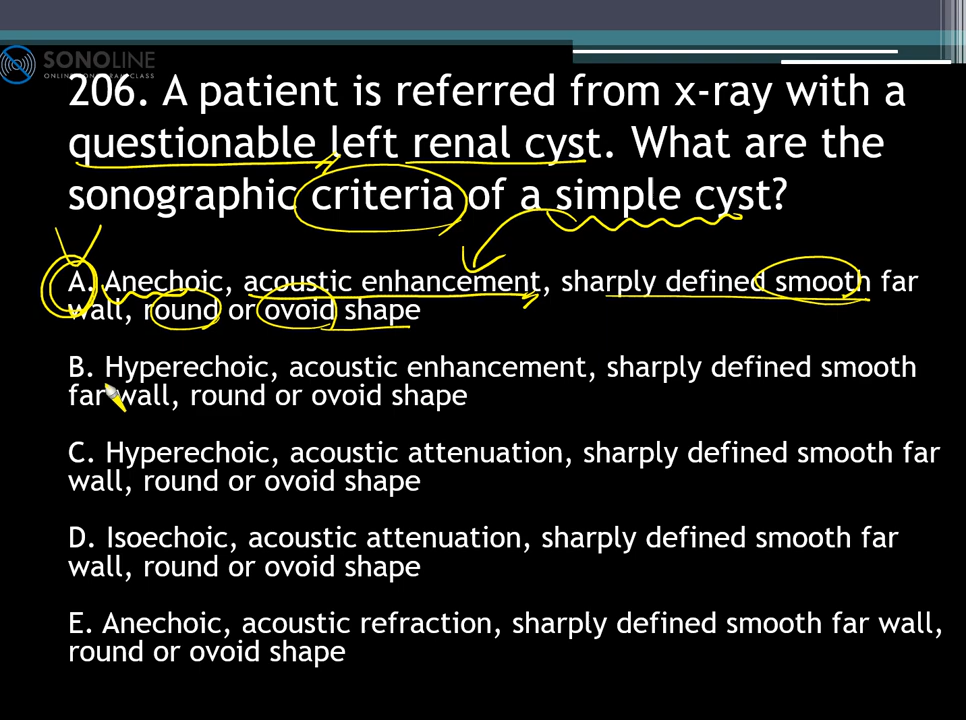 SONOLINE
206. A patient is referred from x-ray with a
questionable left renal cyst. What are the
sonographic criteria of a simple cyst?
A. Anechoic, acoustic enhancement, sharply defined smooth far
wall, round or ovoid shape
B. Hyperechoic, acoustic enhancement, sharply defined smooth
far wall, round or ovoid shape
C. Hyperechoic, acoustic attenuation, sharply defined smooth far
wall, round or ovoid shape
D. Isoechoic, acoustic attenuation, sharply defined smooth far
wall, round or ovoid shape
E. Anechoic, acoustic refraction, sharply defined smooth far wall,
round or ovoid shape